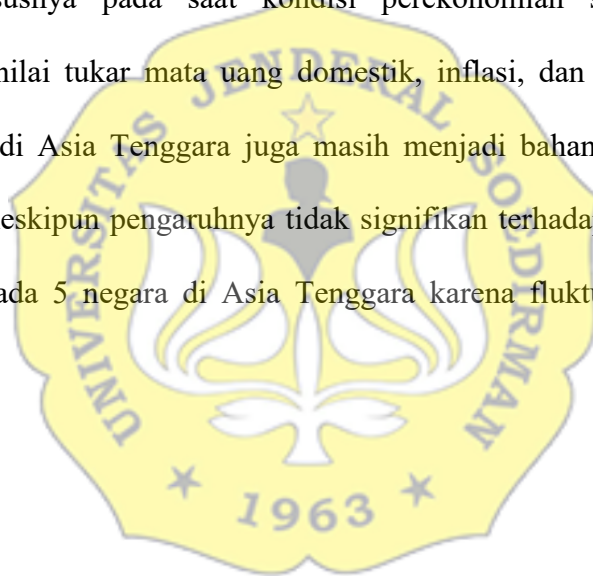 pada saat kondisi perekonomian
nilai tukar mata uang domestik, inflasi, dan
di Asia Tenggara juga masih menjadi bahan
eskipun pengaruhnya tidak signifikan terhadap
ada 5 negara di Asia Tenggara karena fluktu
UNIVERSITAS JENDERAL SOEDIRMAN
1963